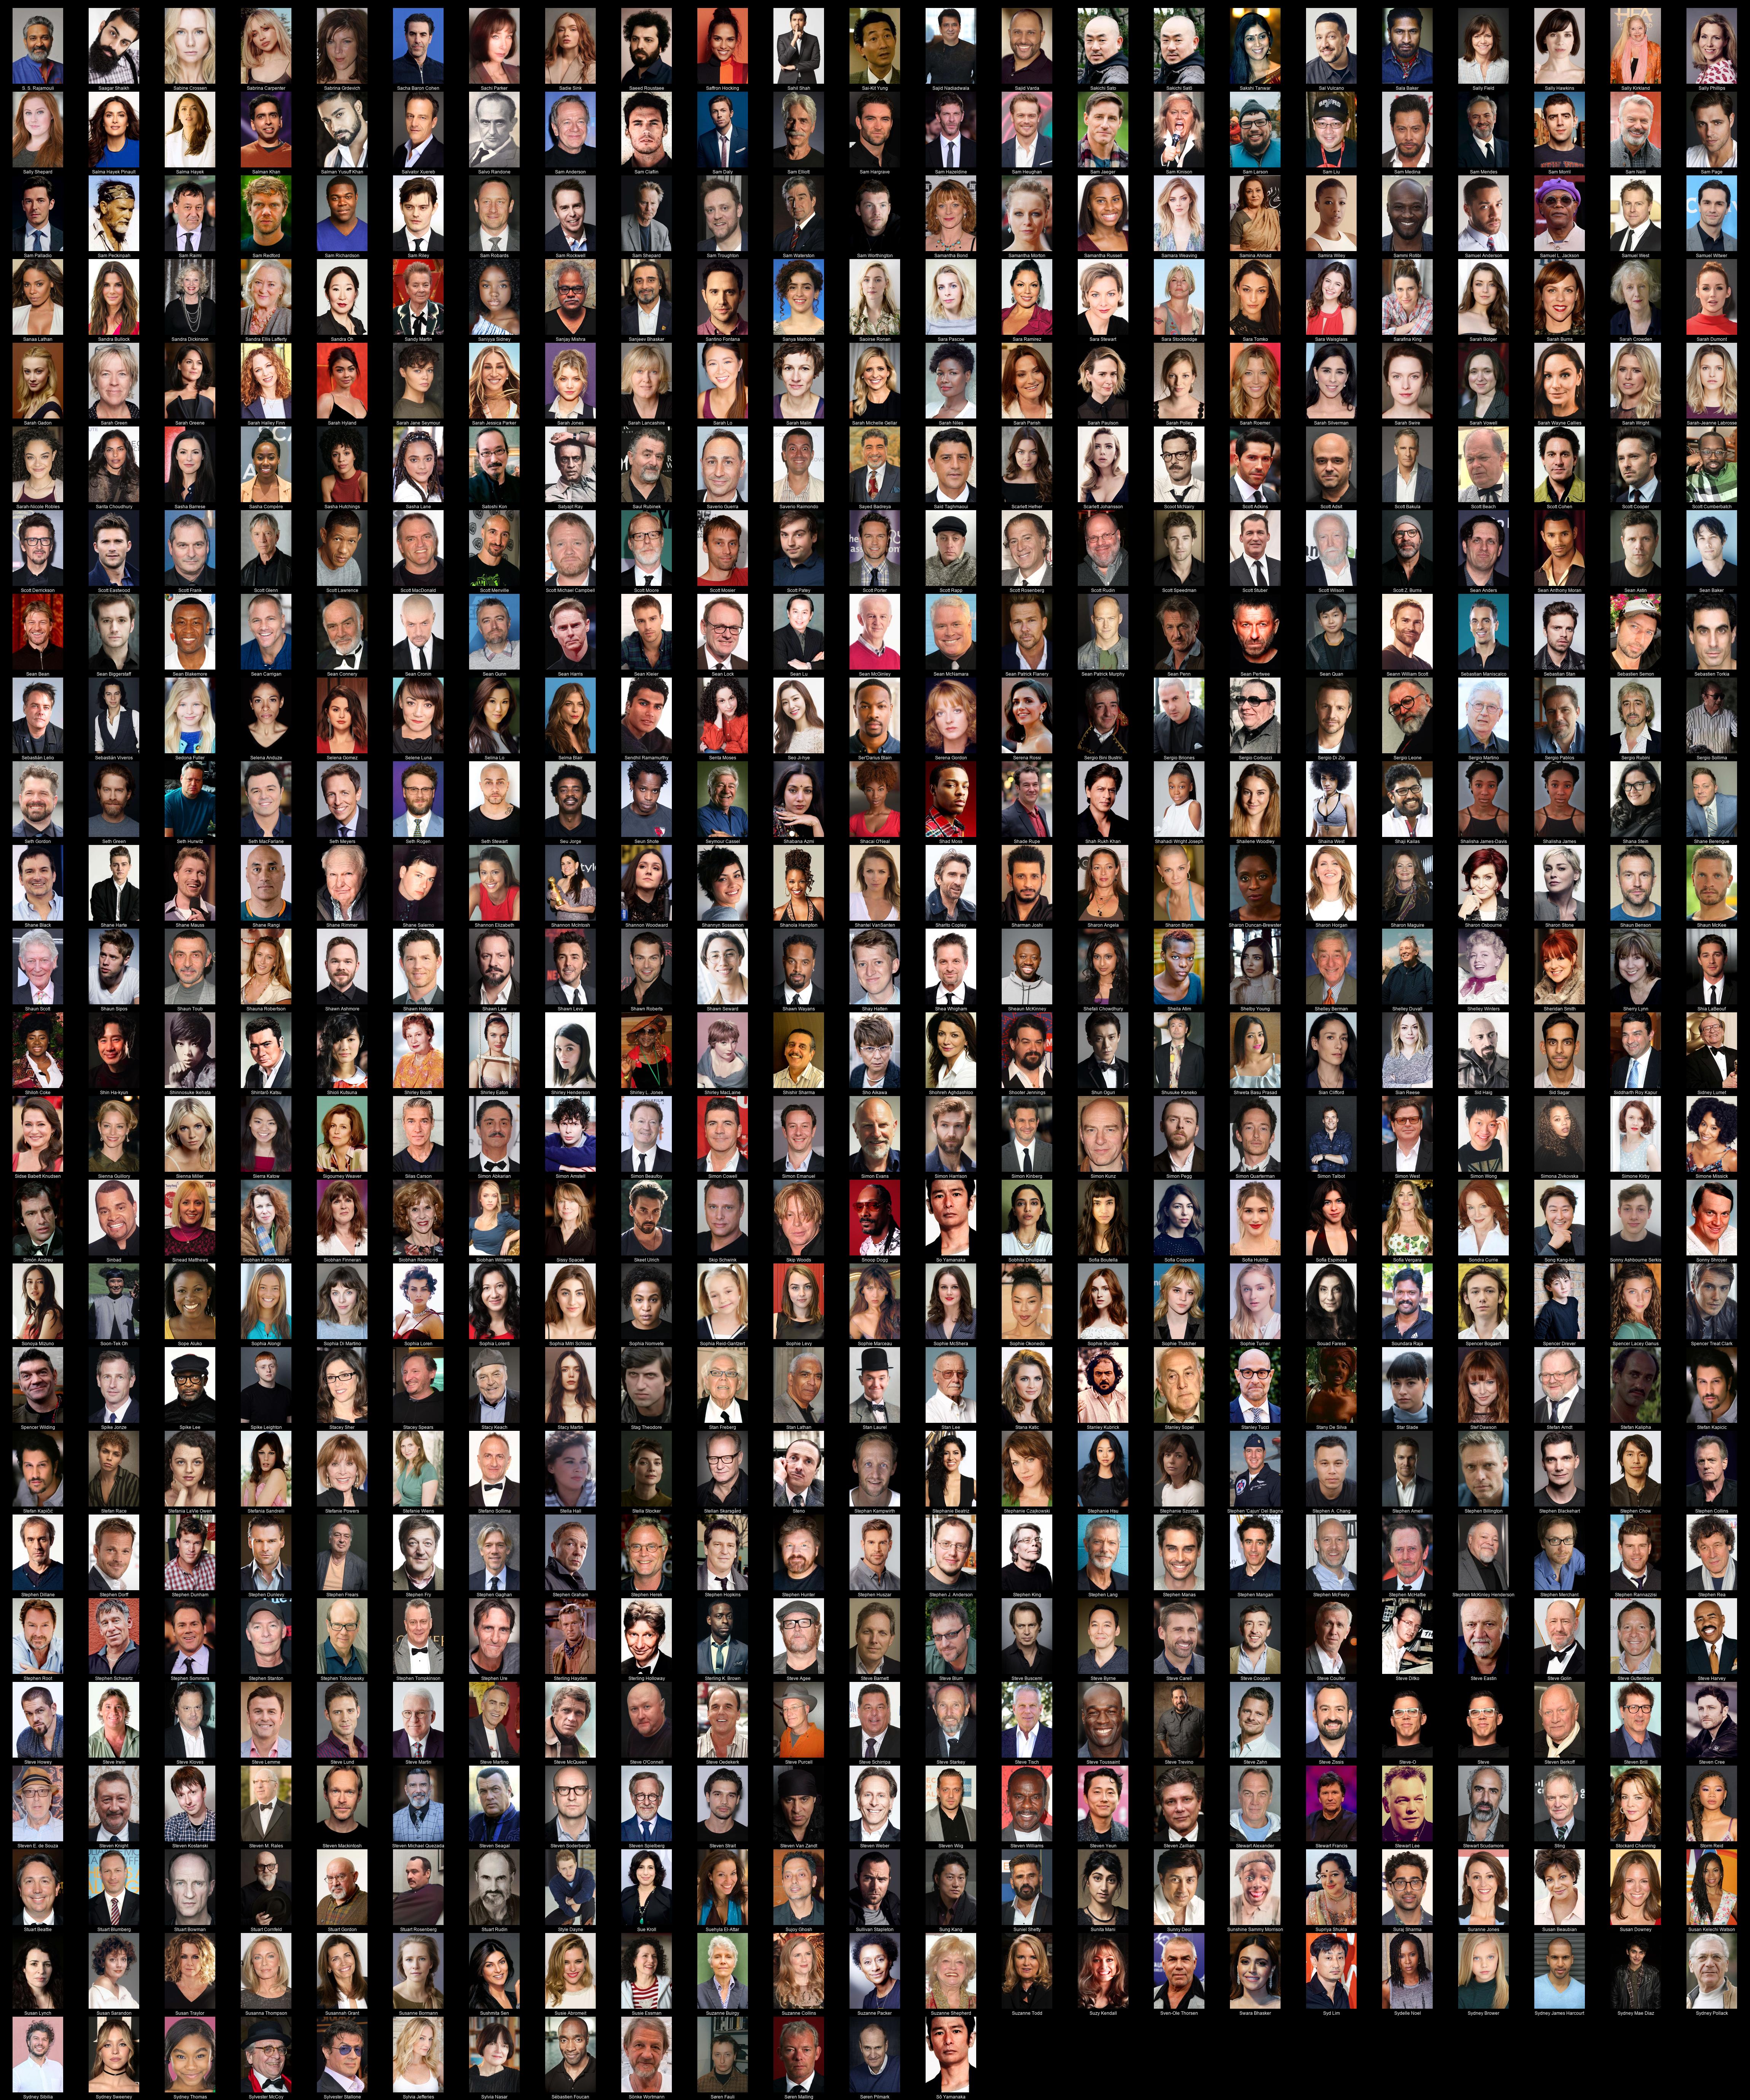 S. S. Rajamouli Saagar Shaikh Sabine Crossen Sabrina Carpenter Sabrina Grdevich Sacha Baron Cohen Sachi Parker Sadie Sink Saeed Roustaee Saffron Hocking Sahil Shah Sai-Kit Yung Sajid Nadiadwala Sajid Varda Sakichi Sato Sakichi Satô Sakshi Tanwar Sal Vulcano Sala Baker Sally Field Sally Hawkins Sally Kirkland Sally Phillips
Sally Shepard Salma Hayek Pinault Salma Hayek Salman Khan Salman Yusuff Khan Salvator Xuereb Salvo Randone Sam Anderson Sam Claflin Sam Daly Sam Elliott Sam Hargrave Sam Hazeldine Sam Heughan Sam Jaeger Sam Kinison Sam Larson Sam Liu Sam Medina Sam Mendes Sam Morril Sam Neill Sam Page
Sam Palladio Sam Peckinpah Sam Raimi Sam Redford Sam Richardson Sam Riley Sam Robards Sam Rockwell Sam Shepard Sam Troughton Sam Waterston Sam Worthington Samantha Bond Samantha Morton Samantha Russell Samara Weaving Samina Ahmad Samira Wiley Sammi Rotibi Samuel Anderson Samuel L. Jackson Samuel West Samuel Witwer
Sanaa Lathan Sandra Bullock Sandra Dickinson Sandra Ellis Lafferty Sandra Oh Sandy Martin Saniyya Sidney Sanjay Mishra Sanjeev Bhaskar Santino Fontana Sanya Malhotra Saoirse Ronan Sara Pascoe Sara Ramirez Sara Stewart Sara Stockbridge Sara Tomko Sara Waisglass Sarafina King Sarah Bolger Sarah Burns Sarah Crowden Sarah Dumont
Sarah Gadon Sarah Green Sarah Greene Sarah Halley Finn Sarah Hyland Sarah Jane Seymour Sarah Jessica Parker Sarah Jones Sarah Lancashire Sarah Lo Sarah Malin Sarah Michelle Gellar Sarah Niles Sarah Parish Sarah Paulson Sarah Polley Sarah Roemer Sarah Silverman Sarah Swire Sarah Vowell Sarah Wayne Callies Sarah Wright Sarah-Jeanne Labrosse
Sarah-Nicole Robles Sarita Choudhury Sasha Barrese Sasha Compère Sasha Hutchings Sasha Lane Satoshi Kon Satyajit Ray Saul Rubinek Saverio Guerra Saverio Raimondo Sayed Badreya Saïd Taghmaoui Scarlett Hefner Scarlett Johansson Scoot McNairy Scott Adkins Scott Adsit Scott Bakula Scott Beach Scott Cohen Scott Cooper Scott Cumberbatch
Scott Derrickson Scott Eastwood Scott Frank Scott Glenn Scott Lawrence Scott MacDonald Scott Menville Scott Michael Campbell Scott Moore Scott Mosier Scott Paley Scott Porter Scott Rapp Scott Rosenberg Scott Rudin Scott Speedman Scott Stuber Scott Wilson Scott Z. Burns Sean Anders Sean Anthony Moran Sean Astin Sean Baker
Sean Bean Sean Biggerstaff Sean Blakemore Sean Carrigan Sean Connery Sean Cronin Sean Gunn Sean Harris Sean Kleier Sean Lock Sean Lu Sean McGinley Sean McNamara Sean Patrick Flanery Sean Patrick Murphy Sean Penn Sean Pertwee Sean Quan Seann William Scott Sebastian Maniscalco Sebastian Stan Sebastien Semon Sebastien Torkia
Sebastián Lelio Sebastián Viveros Sedona Fuller Selena Anduze Selena Gomez Selene Luna Selina Lo Selma Blair Sendhil Ramamurthy Senta Moses Seo Ji-hye Ser'Darius Blain Serena Gordon Serena Rossi Sergio Bini Bustric Sergio Briones Sergio Corbucci Sergio Di Zio Sergio Leone Sergio Martino Sergio Pablos Sergio Rubini Sergio Sollima
Seth Gordon Seth Green Seth Hurwitz Seth MacFarlane Seth Meyers Seth Rogen Seth Stewart Seu Jorge Seun Shote Seymour Cassel Shabana Azmi Shacai O'Neal Shad Moss Shade Rupe Shah Rukh Khan Shahadi Wright Joseph Shailene Woodley Shaina West Shaji Kailas Shalisha James-Davis Shalisha James Shana Stein Shane Berengue
Shane Black Shane Harte Shane Mauss Shane Rangi Shane Rimmer Shane Salerno Shannon Elizabeth Shannon McIntosh Shannon Woodward Shannyn Sossamon Shanola Hampton Shantel VanSanten Sharlto Copley Sharman Joshi Sharon Angela Sharon Blynn Sharon Duncan-Brewster Sharon Horgan Sharon Maguire Sharon Osbourne Sharon Stone Shaun Benson Shaun McKee
Shaun Scott Shaun Sipos Shaun Toub Shauna Robertson Shawn Ashmore Shawn Hatosy Shawn Law Shawn Levy Shawn Roberts Shawn Seward Shawn Wayans Shay Hatten Shea Whigham Sheaun McKinney Shefali Chowdhury Sheila Atim Shelby Young Shelley Berman Shelley Duvall Shelley Winters Sheridan Smith Sherry Lynn Shia LaBeouf
Shiloh Coke Shin Ha-kyun Shinnosuke Ikehata Shintarô Katsu Shioli Kutsuna Shirley Booth Shirley Eaton Shirley Henderson Shirley L. Jones Shirley MacLaine Shishir Sharma Sho Aikawa Shohreh Aghdashloo Shooter Jennings Shun Oguri Shusuke Kaneko Shweta Basu Prasad Sian Clifford Sian Reese Sid Haig Sid Sagar Siddharth Roy Kapur Sidney Lumet
Sidse Babett Knudsen Sienna Guillory Sienna Miller Sierra Katow Sigourney Weaver Silas Carson Simon Abkarian Simon Amstell Simon Beaufoy Simon Cowell Simon Emanuel Simon Evans Simon Harrison Simon Kinberg Simon Kunz Simon Pegg Simon Quarterman Simon Talbot Simon West Simon Wong Simona Zivkovska Simone Kirby Simone Missick
Simón Andreu Sinbad Sinead Matthews Siobhan Fallon Hogan Siobhan Finneran Siobhan Redmond Siobhan Williams Sissy Spacek Skeet Ulrich Skip Schwink Skip Woods Snoop Dogg So Yamanaka Sobhita Dhulipala Sofia Boutella Sofia Coppola Sofia Hublitz Sofía Espinosa Sofía Vergara Sondra Currie Song Kang-ho Sonny Ashbourne Serkis Sonny Shroyer
Sonoya Mizuno Soon-Tek Oh Sope Aluko Sophia Asongi Sophia Di Martino Sophia Loren Sophia Lorenti Sophia Mitri Schloss Sophia Nomvete Sophia Reid-Gantzert Sophie Levy Sophie Marceau Sophie McShera Sophie Okonedo Sophie Rundle Sophie Thatcher Sophie Turner Souad Faress Soundara Raja Spencer Bogaert Spencer Drever Spencer Lacey Ganus Spencer Treat Clark
Spencer Wilding Spike Jonze Spike Lee Spike Leighton Stacey Sher Stacey Spears Stacy Keach Stacy Martin Stag Theodore Stan Freberg Stan Lathan Stan Laurel Stan Lee Stana Katic Stanley Kubrick Stanley Sopel Stanley Tucci Stany De Silva Star Slade Stef Dawson Stefan Arndt Stefan Kalipha Stefan Kapicic
Stefan Kapičić Stefan Race Stefania LaVie Owen Stefania Sandrelli Stefanie Powers Stefanie Wiens Stefano Sollima Stella Hall Stella Stocker Stellan Skarsgård Steno Stephan Kampwirth Stephanie Beatriz Stephanie Czajkowski Stephanie Hsu Stephanie Szostak Stephen 'Cajun' Del Bagno Stephen A. Chang Stephen Amell Stephen Billington Stephen Blackehart Stephen Chow Stephen Collins
Stephen Dillane Stephen Dorff Stephen Dunham Stephen Dunlevy Stephen Frears Stephen Fry Stephen Gaghan Stephen Graham Stephen Herek Stephen Hopkins Stephen Hunter Stephen Huszar Stephen J. Anderson Stephen King Stephen Lang Stephen Manas Stephen Mangan Stephen McFeely Stephen McHattie Stephen McKinley Henderson Stephen Merchant Stephen Rannazzisi Stephen Rea
Stephen Root Stephen Schwartz Stephen Sommers Stephen Stanton Stephen Tobolowsky Stephen Tompkinson Stephen Ure Sterling Hayden Sterling Holloway Sterling K. Brown Steve Agee Steve Barnett Steve Blum Steve Buscemi Steve Byrne Steve Carell Steve Coogan Steve Coulter Steve Ditko Steve Eastin Steve Golin Steve Guttenberg Steve Harvey
Steve Howey Steve Irwin Steve Kloves Steve Lemme Steve Lund Steve Martin Steve Martino Steve McQueen Steve O'Connell Steve Oedekerk Steve Purcell Steve Schirripa Steve Starkey Steve Tisch Steve Toussaint Steve Trevino Steve Zahn Steve Zissis Steve-O Steve Steven Berkoff Steven Brill Steven Cree
Steven E. de Souza Steven Knight Steven Kostanski Steven M. Rales Steven Mackintosh Steven Michael Quezada Steven Seagal Steven Soderbergh Steven Spielberg Steven Strait Steven Van Zandt Steven Weber Steven Wiig Steven Williams Steven Yeun Steven Zaillian Stewart Alexander Stewart Francis Stewart Lee Stewart Scudamore Sting Stockard Channing Storm Reid
Stuart Beattie Stuart Blumberg Stuart Bowman Stuart Cornfeld Stuart Gordon Stuart Rosenberg Stuart Rudin Style Dayne Sue Kroll Suehyla El-Attar Sujoy Ghosh Sullivan Stapleton Sung Kang Suniel Shetty Sunita Mani Sunny Deol Sunshine Sammy Morrison Supriya Shukla Suraj Sharma Suranne Jones Susan Beaubian Susan Downey Susan Kelechi Watson
Susan Lynch Susan Sarandon Susan Traylor Susanna Thompson Susannah Grant Susanne Bormann Sushmita Sen Susie Abromeit Susie Essman Suzanne Burgy Suzanne Collins Suzanne Packer Suzanne Shepherd Suzanne Todd Suzy Kendall Sven-Ole Thorsen Swara Bhasker Syd Lim Sydelle Noel Sydney Brower Sydney James Harcourt Sydney Mae Diaz Sydney Pollack
Sydney Sibilia Sydney Sweeney Sydney Thomas Sylvester McCoy Sylvester Stallone Sylvia Jefferies Sylvia Nasar Sébastien Foucan Sönke Wortmann Søren Fauli Søren Malling Søren Pilmark Sô Yamanaka